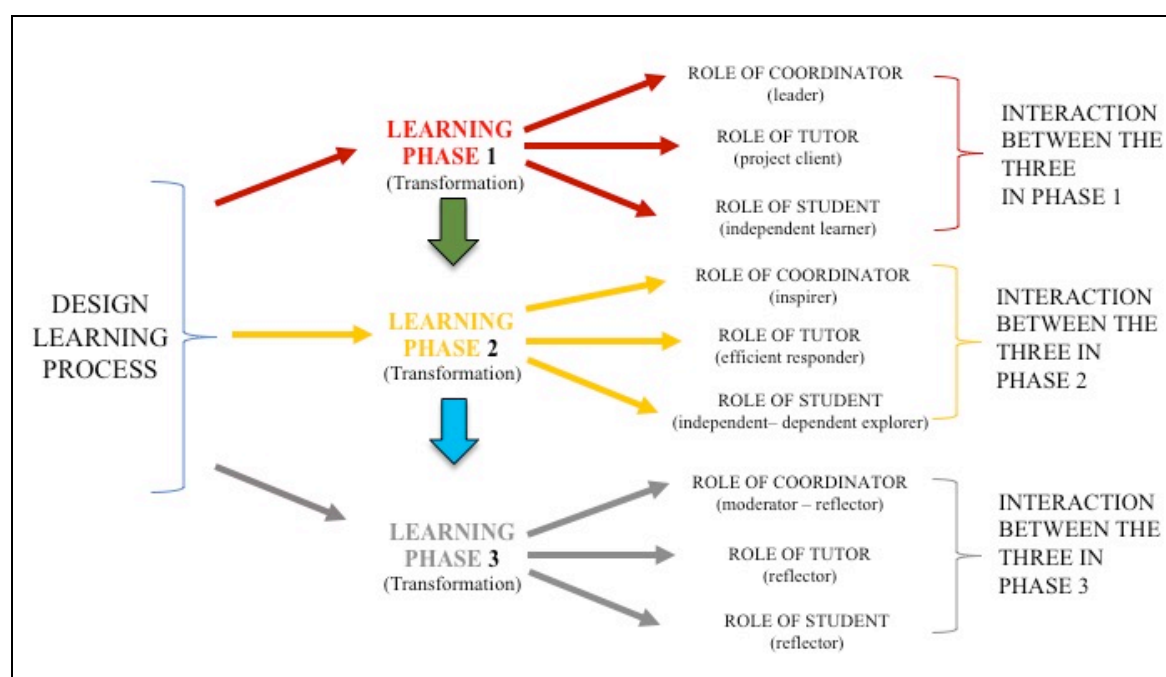 DESIGN
LEARNING
PROCESS
LEARNING
PHASE 1
(Transformation)
ROLE OF COORDINATOR
(leader)
ROLE OF TUTOR
(project client)
ROLE OF STUDENT
(independent learner)
INTERACTION
BETWEEN THE
THREE
IN PHASE 1
LEARNING
PHASE 2
(Transformation)
ROLE OF COORDINATOR
(inspirer)
ROLE OF TUTOR
(efficient responder)
ROLE OF STUDENT
(independent– dependent explorer)
INTERACTION
BETWEEN THE
THREE IN
PHASE 2
LEARNING
PHASE 3
(Transformation)
ROLE OF COORDINATOR
(moderator – reflector)
ROLE OF TUTOR
(reflector)
ROLE OF STUDENT
(reflector)
INTERACTION
BETWEEN THE
THREE IN
PHASE 3